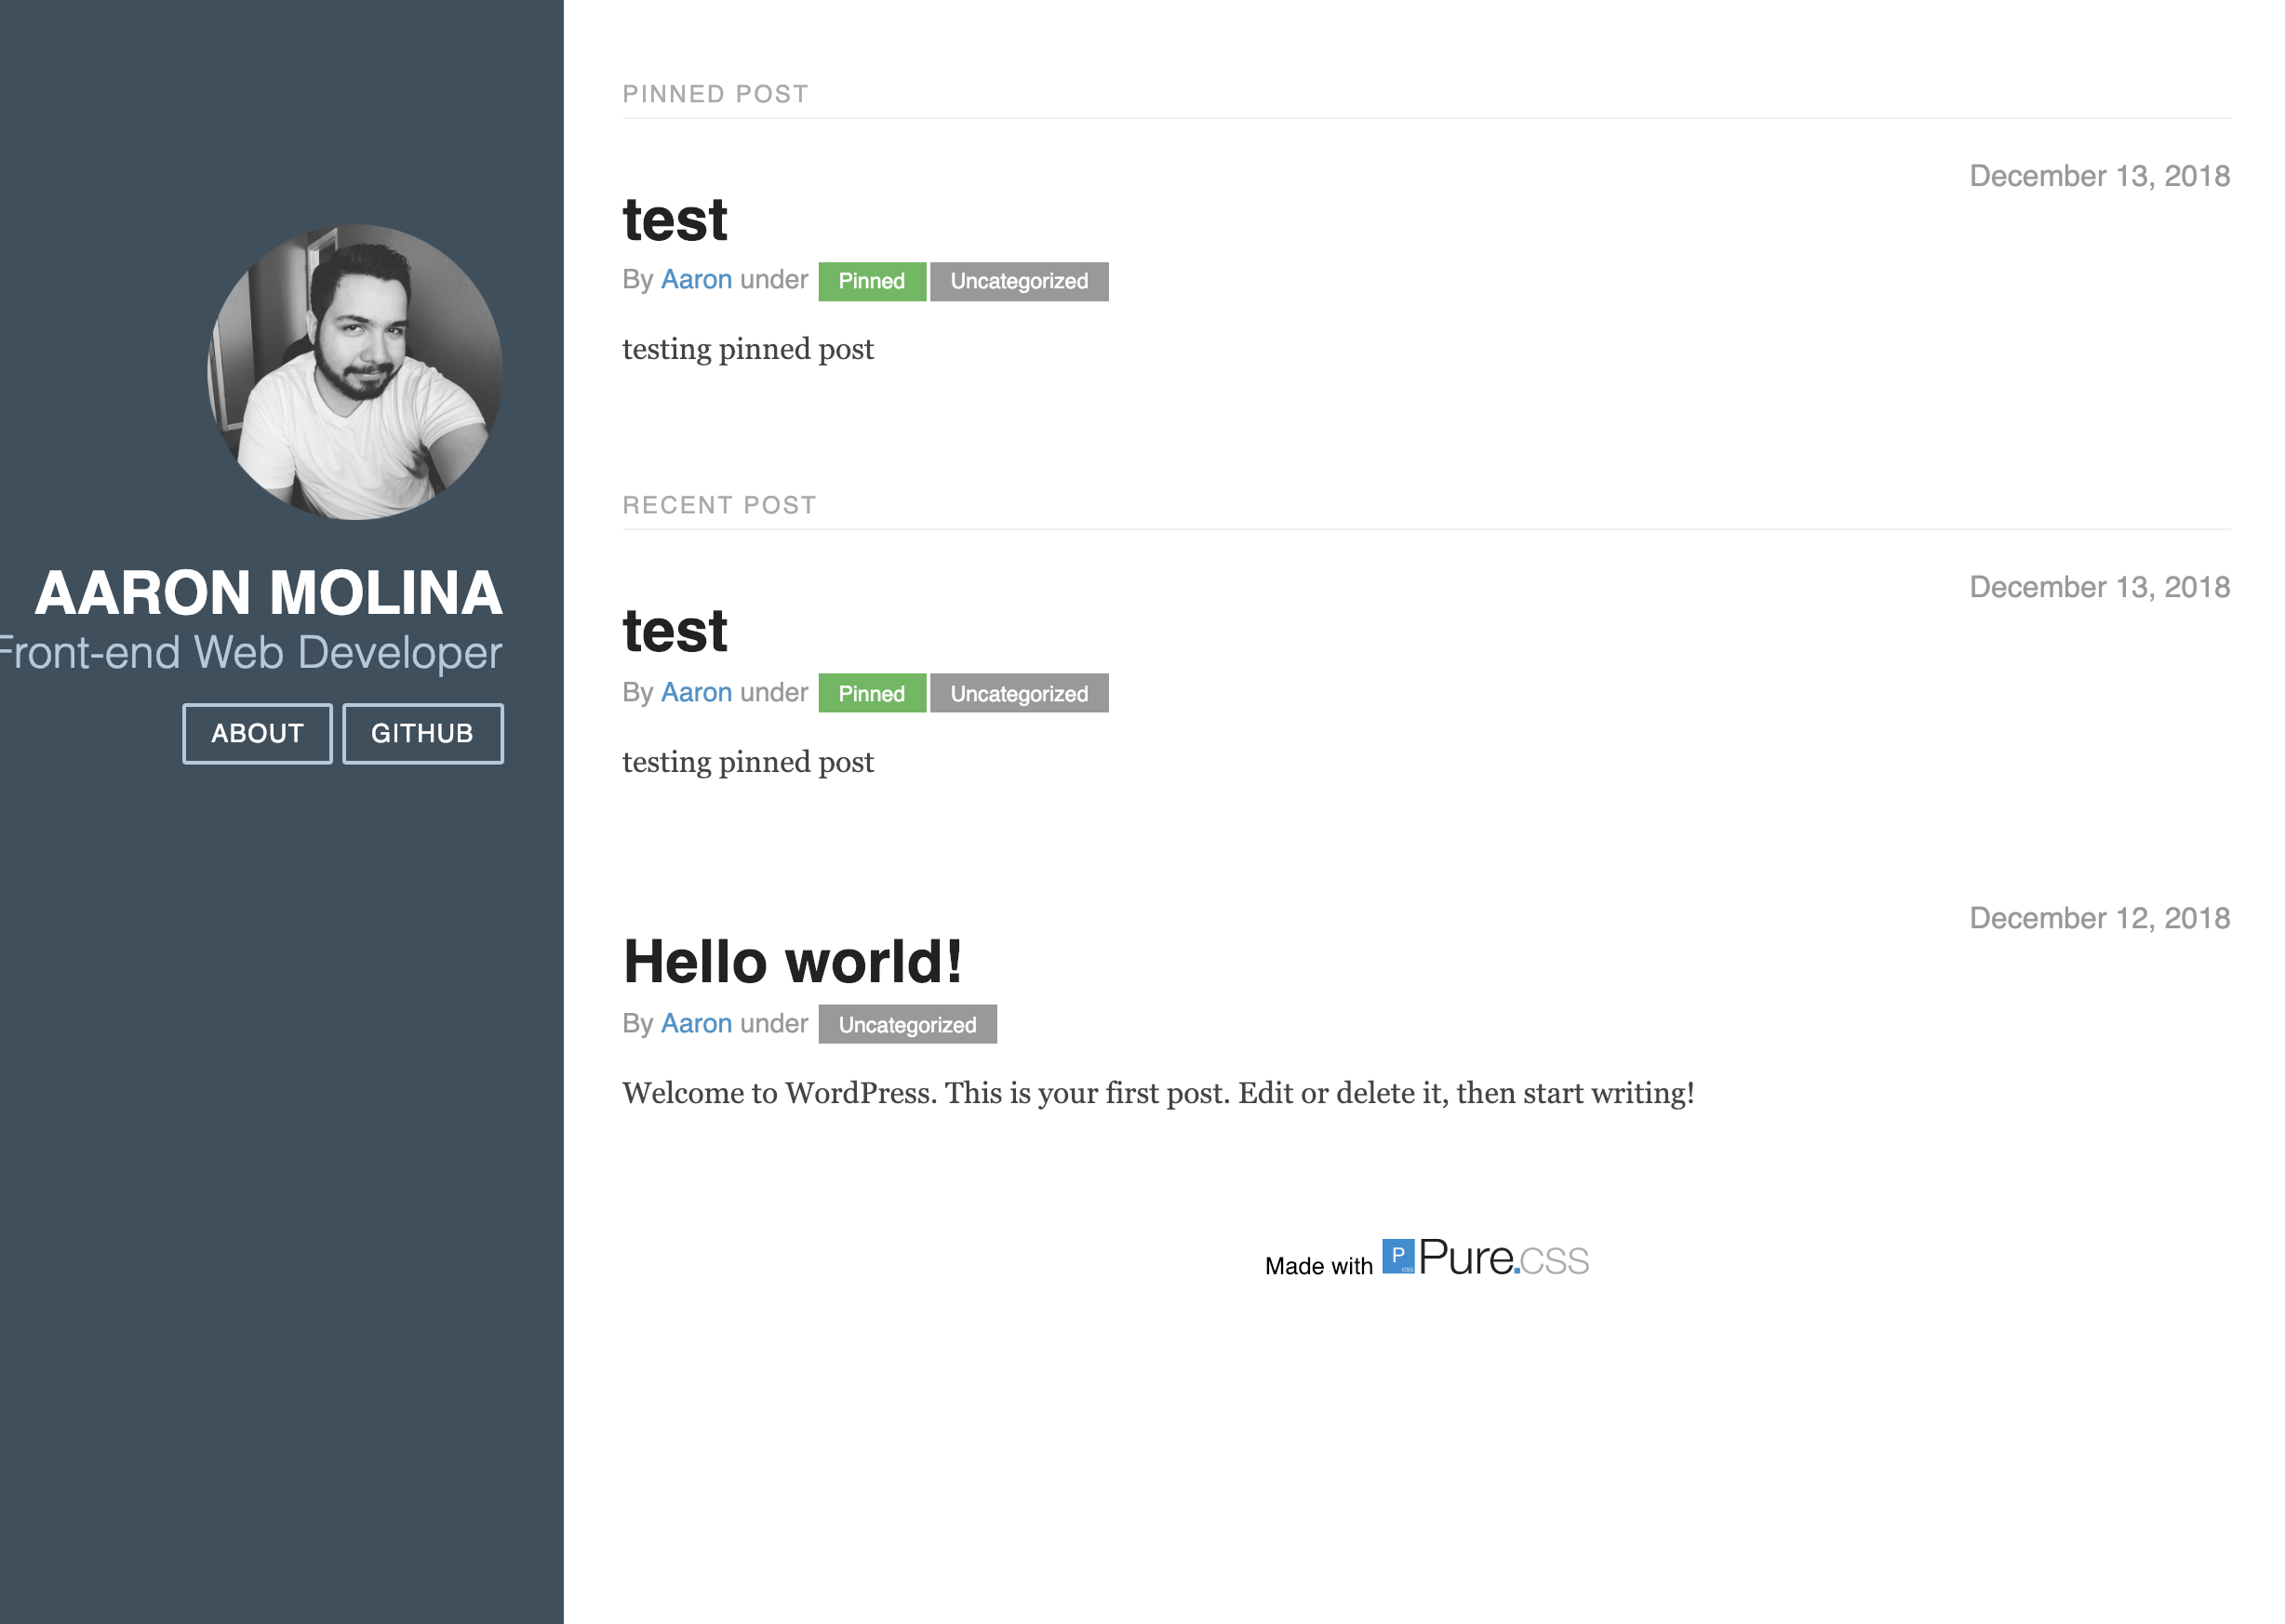 AARON MOLINA
Front-end Web Developer
ABOUT GITHUB
PINNED POST
December 13, 2018
test
By Aaron under Pinned Uncategorized
testing pinned post
RECENT POST
December 13, 2018
test
By Aaron under Pinned Uncategorized
testing pinned post
December 12, 2018
Hello world!
By Aaron under Uncategorized
Welcome to WordPress. This is your first post. Edit or delete it, then start writing!
Made with P css Pure.css